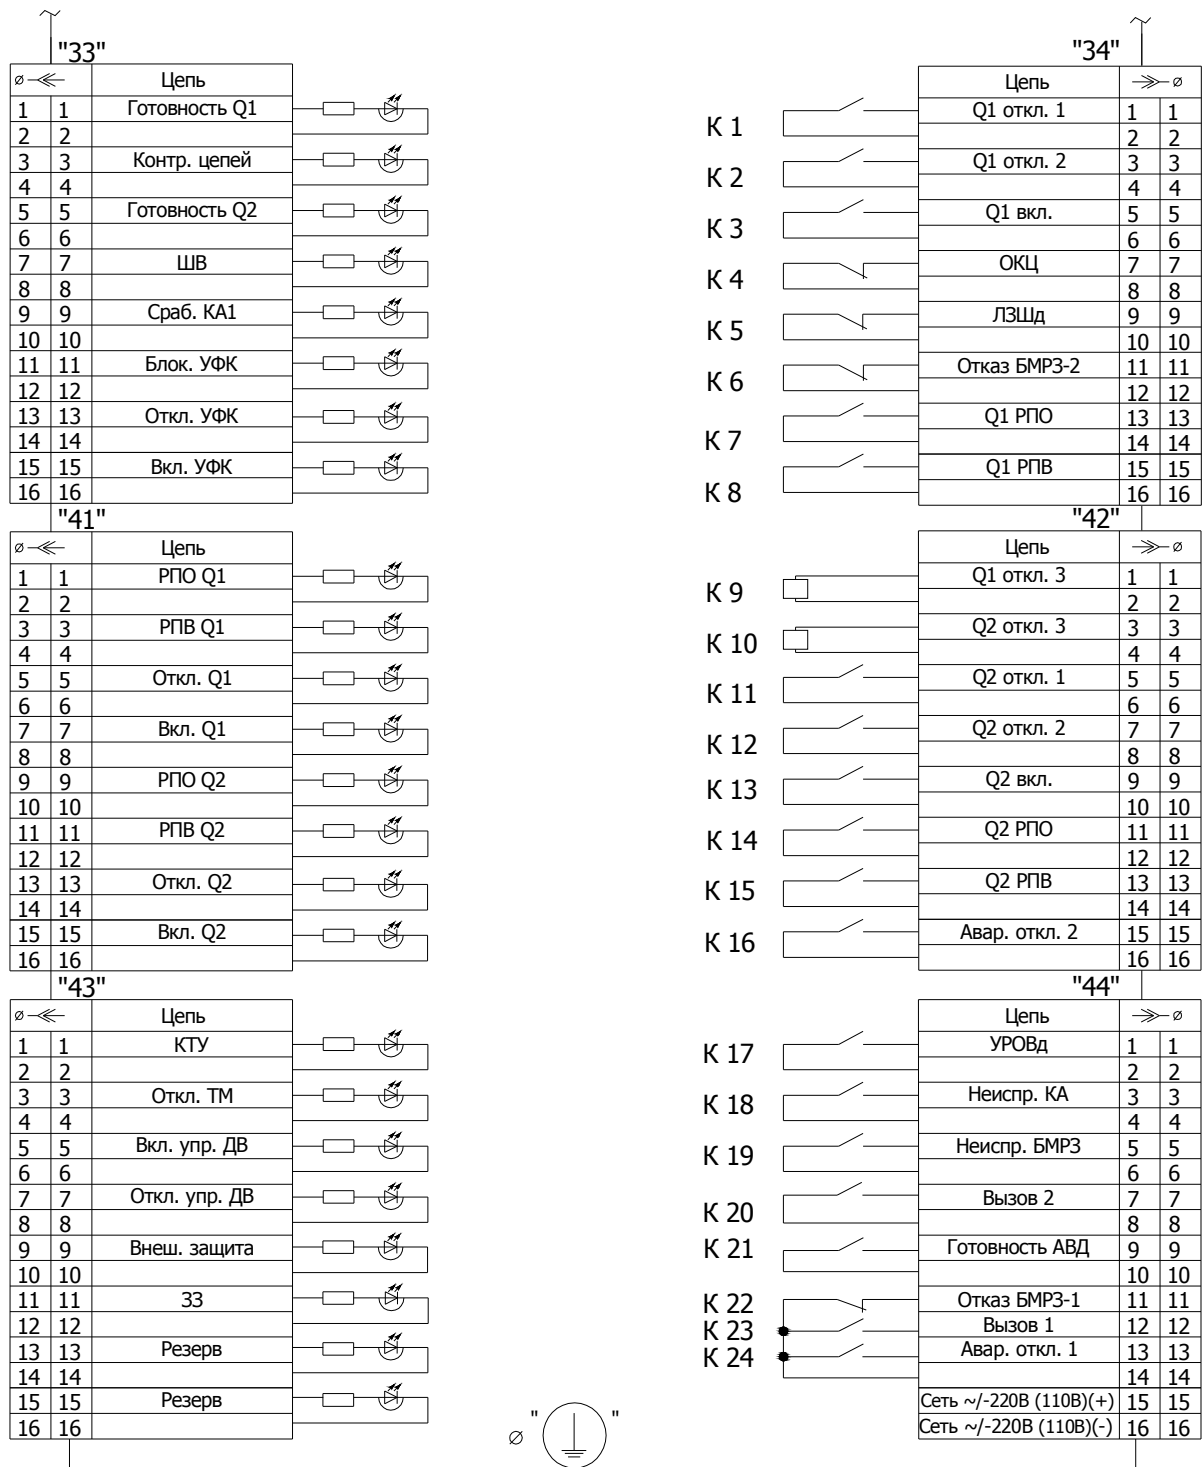 "33"
Цепь
1 1 Готовность Q1
2 2
3 3 Контр. цепей
4 4
5 5 Готовность Q2
6 6
7 7 ШВ
8 8
9 9 Сраб. КА1
10 10
11 11 Блок. УФК
12 12
13 13 Откл. УФК
14 14
15 15 Вкл. УФК
16 16
"41"
Цепь
1 1 РПО Q1
2 2
3 3 РПВ Q1
4 4
5 5 Откл. Q1
6 6
7 7 Вкл. Q1
8 8
9 9 РПО Q2
10 10
11 11 РПВ Q2
12 12
13 13 Откл. Q2
14 14
15 15 Вкл. Q2
16 16
"43"
Цепь
1 1 КТУ
2 2
3 3 Откл. ТМ
4 4
5 5 Вкл. упр. ДВ
6 6
7 7 Откл. упр. ДВ
8 8
9 9 Внеш. защита
10 10
11 11 ЗЗ
12 12
13 13 Резерв
14 14
15 15 Резерв
16 16
" "
"34"
Цепь
К 1 Q1 откл. 1 1 1
2 2
К 2 Q1 откл. 2 3 3
4 4
К 3 Q1 вкл. 5 5
6 6
К 4 ОКЦ 7 7
8 8
К 5 ЛЗШд 9 9
10 10
К 6 Отказ БМРЗ-2 11 11
12 12
К 7 Q1 РПО 13 13
14 14
К 8 Q1 РПВ 15 15
16 16
"42"
Цепь
К 9 Q1 откл. 3 1 1
2 2
К 10 Q2 откл. 3 3 3
4 4
К 11 Q2 откл. 1 5 5
6 6
К 12 Q2 откл. 2 7 7
8 8
К 13 Q2 вкл. 9 9
10 10
К 14 Q2 РПО 11 11
12 12
К 15 Q2 РПВ 13 13
14 14
К 16 Авар. откл. 2 15 15
16 16
"44"
Цепь
К 17 УРОВд 1 1
2 2
К 18 Неиспр. КА 3 3
4 4
К 19 Неиспр. БМРЗ 5 5
6 6
К 20 Вызов 2 7 7
8 8
К 21 Готовность АВД 9 9
10 10
К 22 Отказ БМРЗ-1 11 11
К 23 Вызов 1 12 12
К 24 Авар. откл. 1 13 13
14 14
Сеть ~/-220В (110В)(+) 15 15
Сеть ~/-220В (110В)(-) 16 16